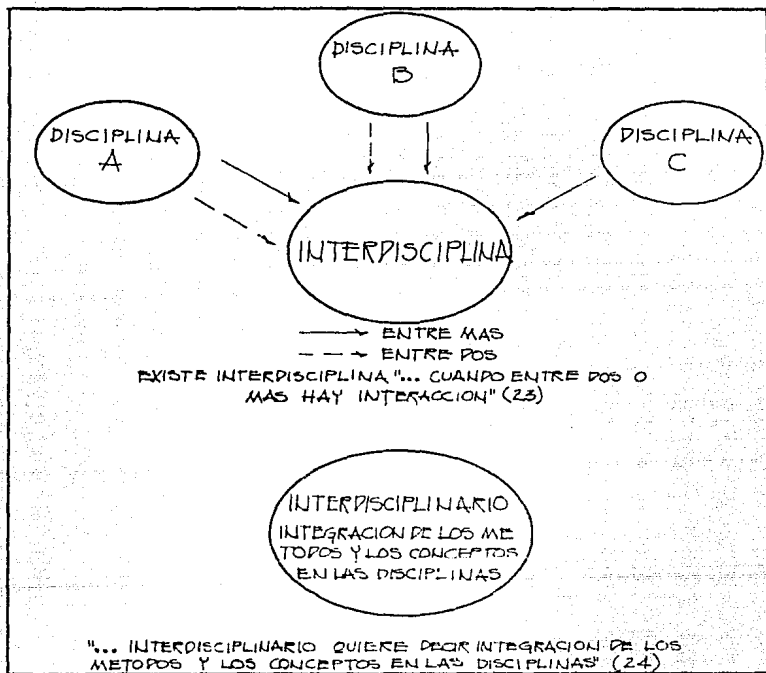 DISCIPLINA
B
DISCIPLINA
A
DISCIPLINA
C
INTERDISCIPLINA
ENTRE MAS
ENTRE DOS
EXISTE INTERDISCIPLINA "... CUANDO ENTRE DOS O
MAS HAY INTERACCION" (23)
INTERDISCIPLINARIO
INTEGRACION DE LOS ME
TODOS Y LOS CONCEPTOS
EN LAS DISCIPLINAS
"... INTERDISCIPLINARIO QUIERE DECIR INTEGRACION DE LOS
METODOS Y LOS CONCEPTOS EN LAS DISCIPLINAS" (24)